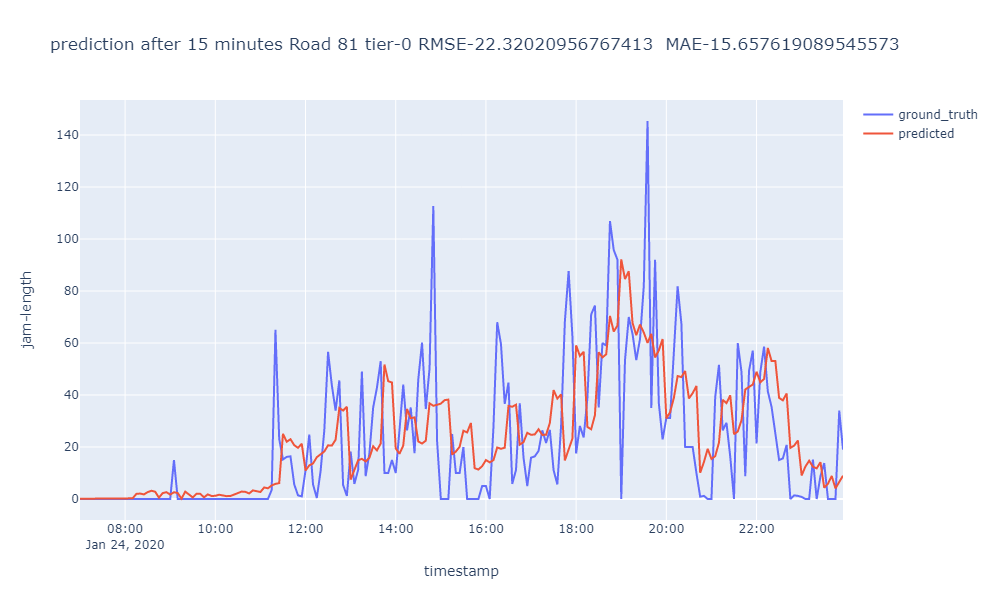 prediction after 15 minutes Road 81 tier-0 RMSE-22.32020956767413 MAE-15.657619089545573
ground_truth
predicted
140
120
100
80
60
40
20
0
jam-length
08:00 10:00 12:00 14:00 16:00 18:00 20:00 22:00
Jan 24, 2020
timestamp